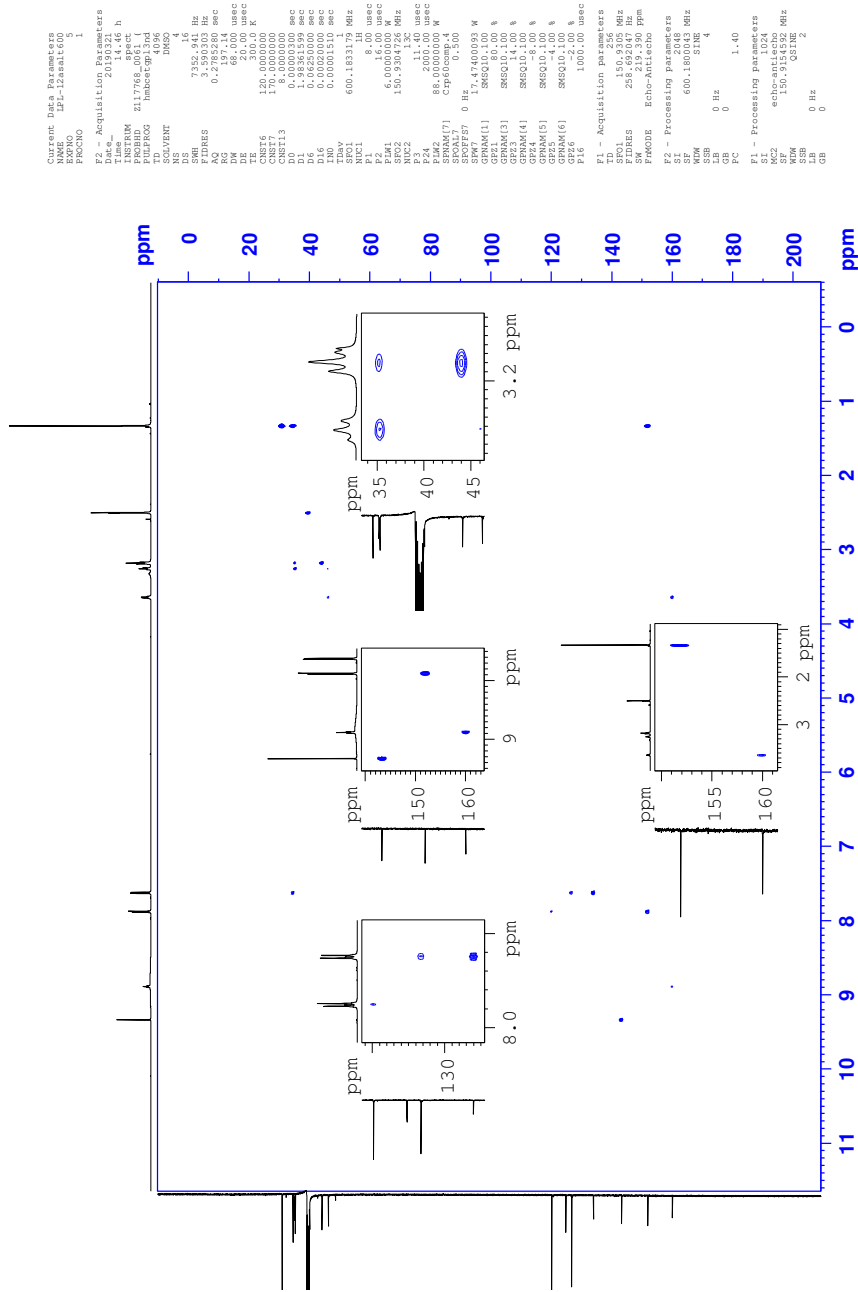 Current Data Parameters
NAME LPL-12asalt600
EXPNO 5
PROCNO 1
F2 - Acquisition Parameters
Date_ 20190321
Time 14.46 h
INSTRUM spect
PROBHD Z117768_0061 (
PULPROG hmbcetgpl3nd
TD 4096
SOLVENT DMSO
NS 4
DS 16
SWH 7352.941 Hz
FIDRES 3.590303 Hz
AQ 0.2785280 sec
RG 197.14
DW 68.000 usec
DE 20.00 usec
TE 300.0 K
CNST6 120.0000000
CNST7 170.0000000
CNST13 8.0000000
D0 0.00000300 sec
D1 1.98361599 sec
D6 0.06250000 sec
D16 0.00020000 sec
IN0 0.00001510 sec
TDav 1
SFO1 600.1833179 MHz
NUC1 1H
P1 8.00 usec
P2 16.00 usec
PLW1 6.00000000 W
SFO2 150.9304726 MHz
NUC2 13C
P3 11.40 usec
P24 2000.00 usec
PLW2 88.00000000 W
SPNAM[7] Crp60comp.4
SPOAL7 0.500
SPOFFS7 0 Hz
SPW7 17.47400093 W
GPNAM[1] SMSQ10.100
GPZ1 80.00 %
GPNAM[3] SMSQ10.100
GPZ3 14.00 %
GPNAM[4] SMSQ10.100
GPZ4 -8.00 %
GPNAM[5] SMSQ10.100
GPZ5 -4.00 %
GPNAM[6] SMSQ10.100
GPZ6 -2.00 %
P16 1000.00 usec
F1 - Acquisition parameters
TD 256
SFO1 150.9305 MHz
FIDRES 258.692047 Hz
SW 219.390 ppm
FnMODE Echo-Antiecho
F2 - Processing parameters
SI 2048
SF 600.1800043 MHz
WDW SINE
SSB 4
LB 0 Hz
GB 0
PC 1.40
F1 - Processing parameters
SI 1024
MC2 echo-antiecho
SF 150.9154592 MHz
WDW QSINE
SSB 2
LB 0 Hz
GB 0
ppm
0
20
40
60
80
100
120
140
160
180
200
ppm
11
10
9
8
7
6
5
4
3
2
1
0
ppm
130
8.0
ppm
ppm
150
160
9
ppm
ppm
35
40
45
3.2
ppm
ppm
155
160
3
2
ppm